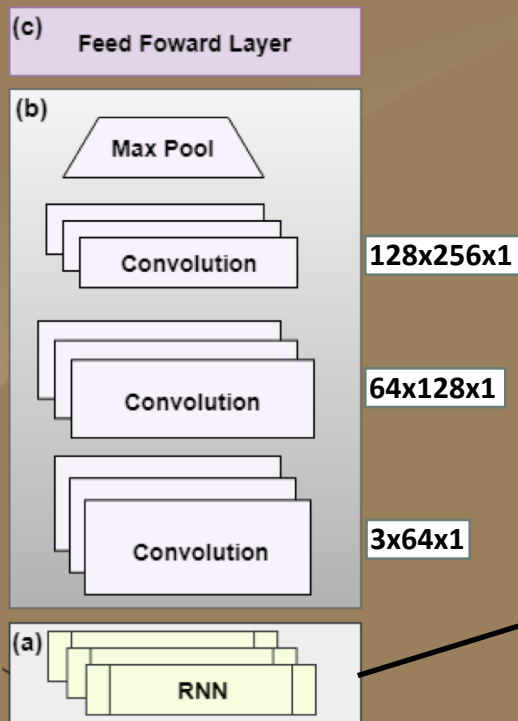 (c)
Feed Foward Layer
(b)
Max Pool
Convolution
128x256x1
Convolution
64x128x1
Convolution
3x64x1
(a)
RNN